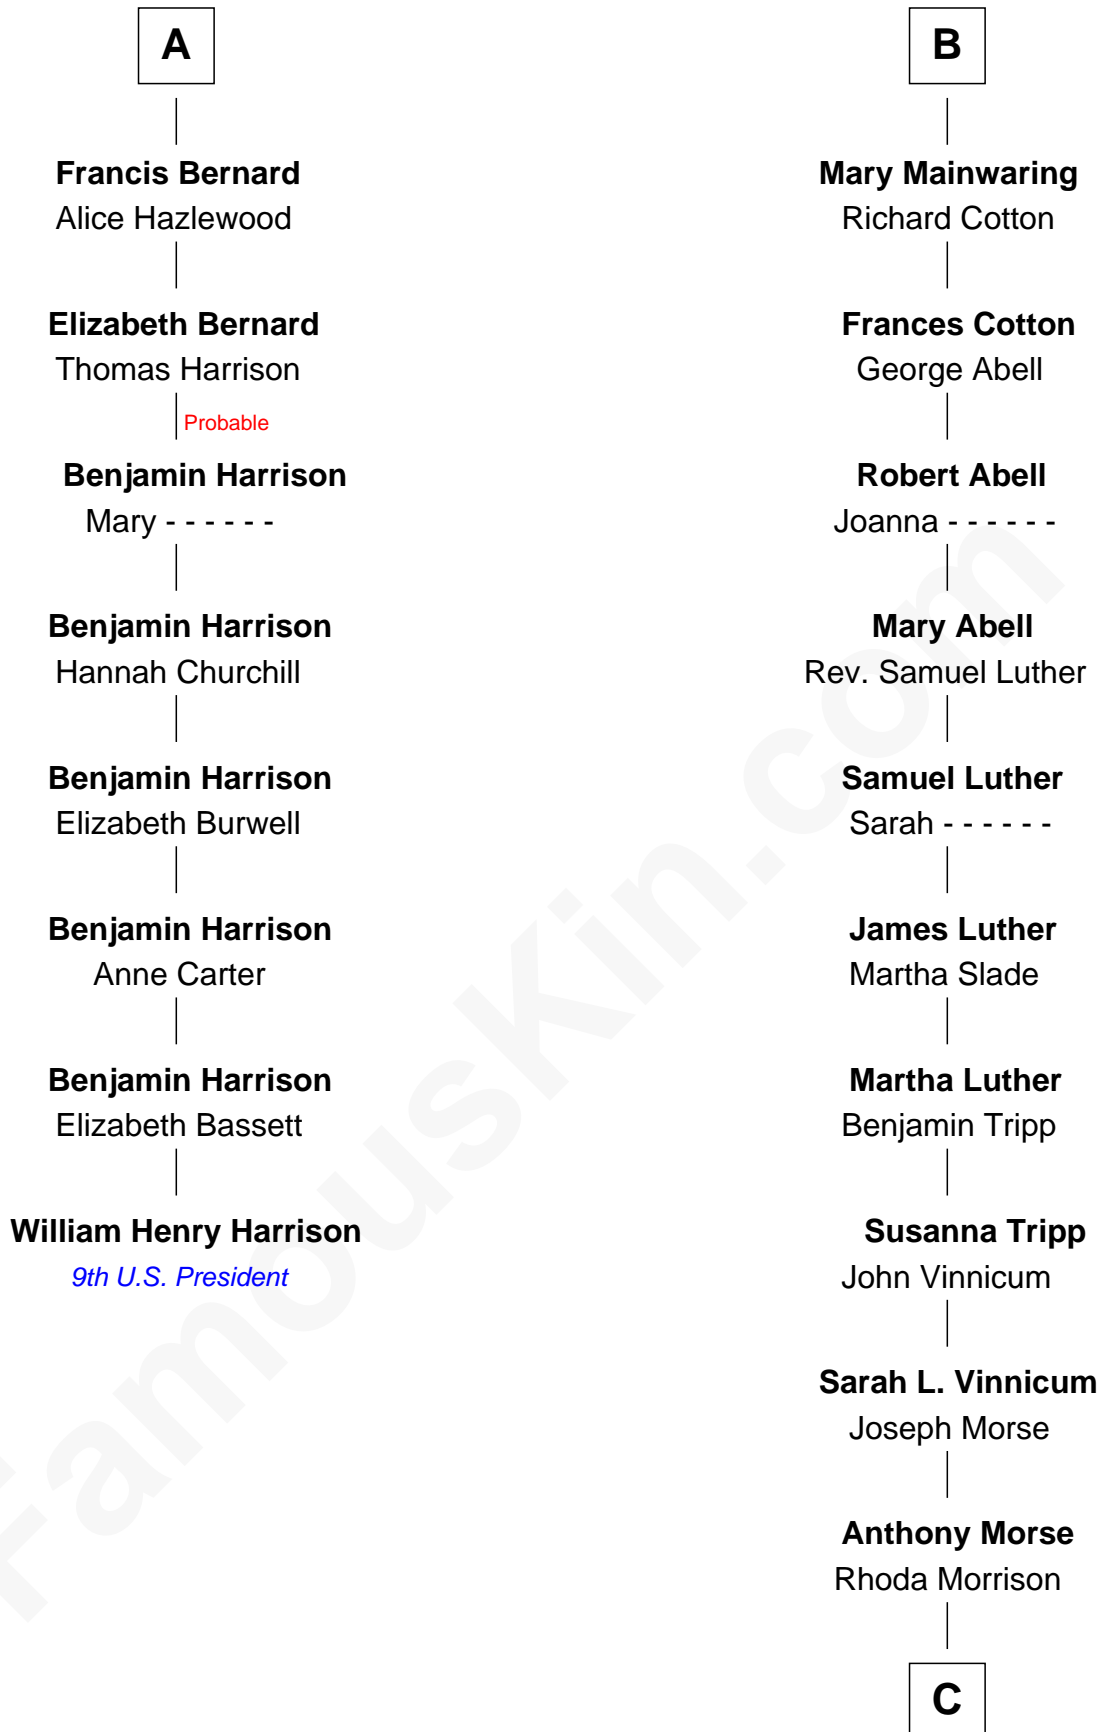 A
Francis Bernard
Alice Hazlewood
Elizabeth Bernard
Thomas Harrison
Probable
Benjamin Harrison
Mary - - - - - -
Benjamin Harrison
Hannah Churchill
Benjamin Harrison
Elizabeth Burwell
Benjamin Harrison
Anne Carter
Benjamin Harrison
Elizabeth Bassett
William Henry Harrison
9th U.S. President
B
Mary Mainwaring
Richard Cotton
Frances Cotton
George Abell
Robert Abell
Joanna - - - - - -
Mary Abell
Rev. Samuel Luther
Samuel Luther
Sarah - - - - - -
James Luther
Martha Slade
Martha Luther
Benjamin Tripp
Susanna Tripp
John Vinnicum
Sarah L. Vinnicum
Joseph Morse
Anthony Morse
Rhoda Morrison
C
FamousKin.com